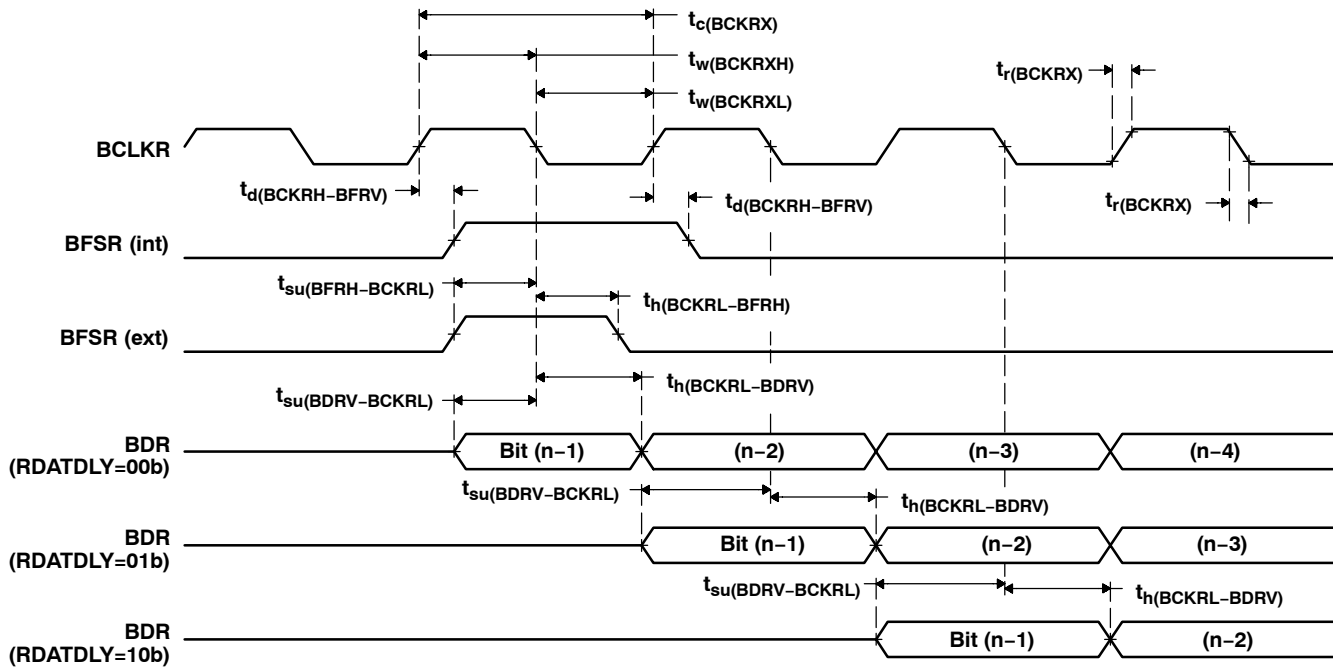 tc(BCKRX)
tw(BCKRXH)
tr(BCKRX)
tw(BCKRXL)
BCLKR
td(BCKRH−BFRV)
td(BCKRH−BFRV)
tr(BCKRX)
BFSR (int)
tsu(BFRH−BCKRL)
th(BCKRL−BFRH)
BFSR (ext)
th(BCKRL−BDRV)
tsu(BDRV−BCKRL)
BDR
(RDATDLY=00b)
Bit (n−1)
(n−2)
(n−3)
(n−4)
tsu(BDRV−BCKRL)
th(BCKRL−BDRV)
BDR
(RDATDLY=01b)
Bit (n−1)
(n−2)
(n−3)
tsu(BDRV−BCKRL)
th(BCKRL−BDRV)
BDR
(RDATDLY=10b)
Bit (n−1)
(n−2)